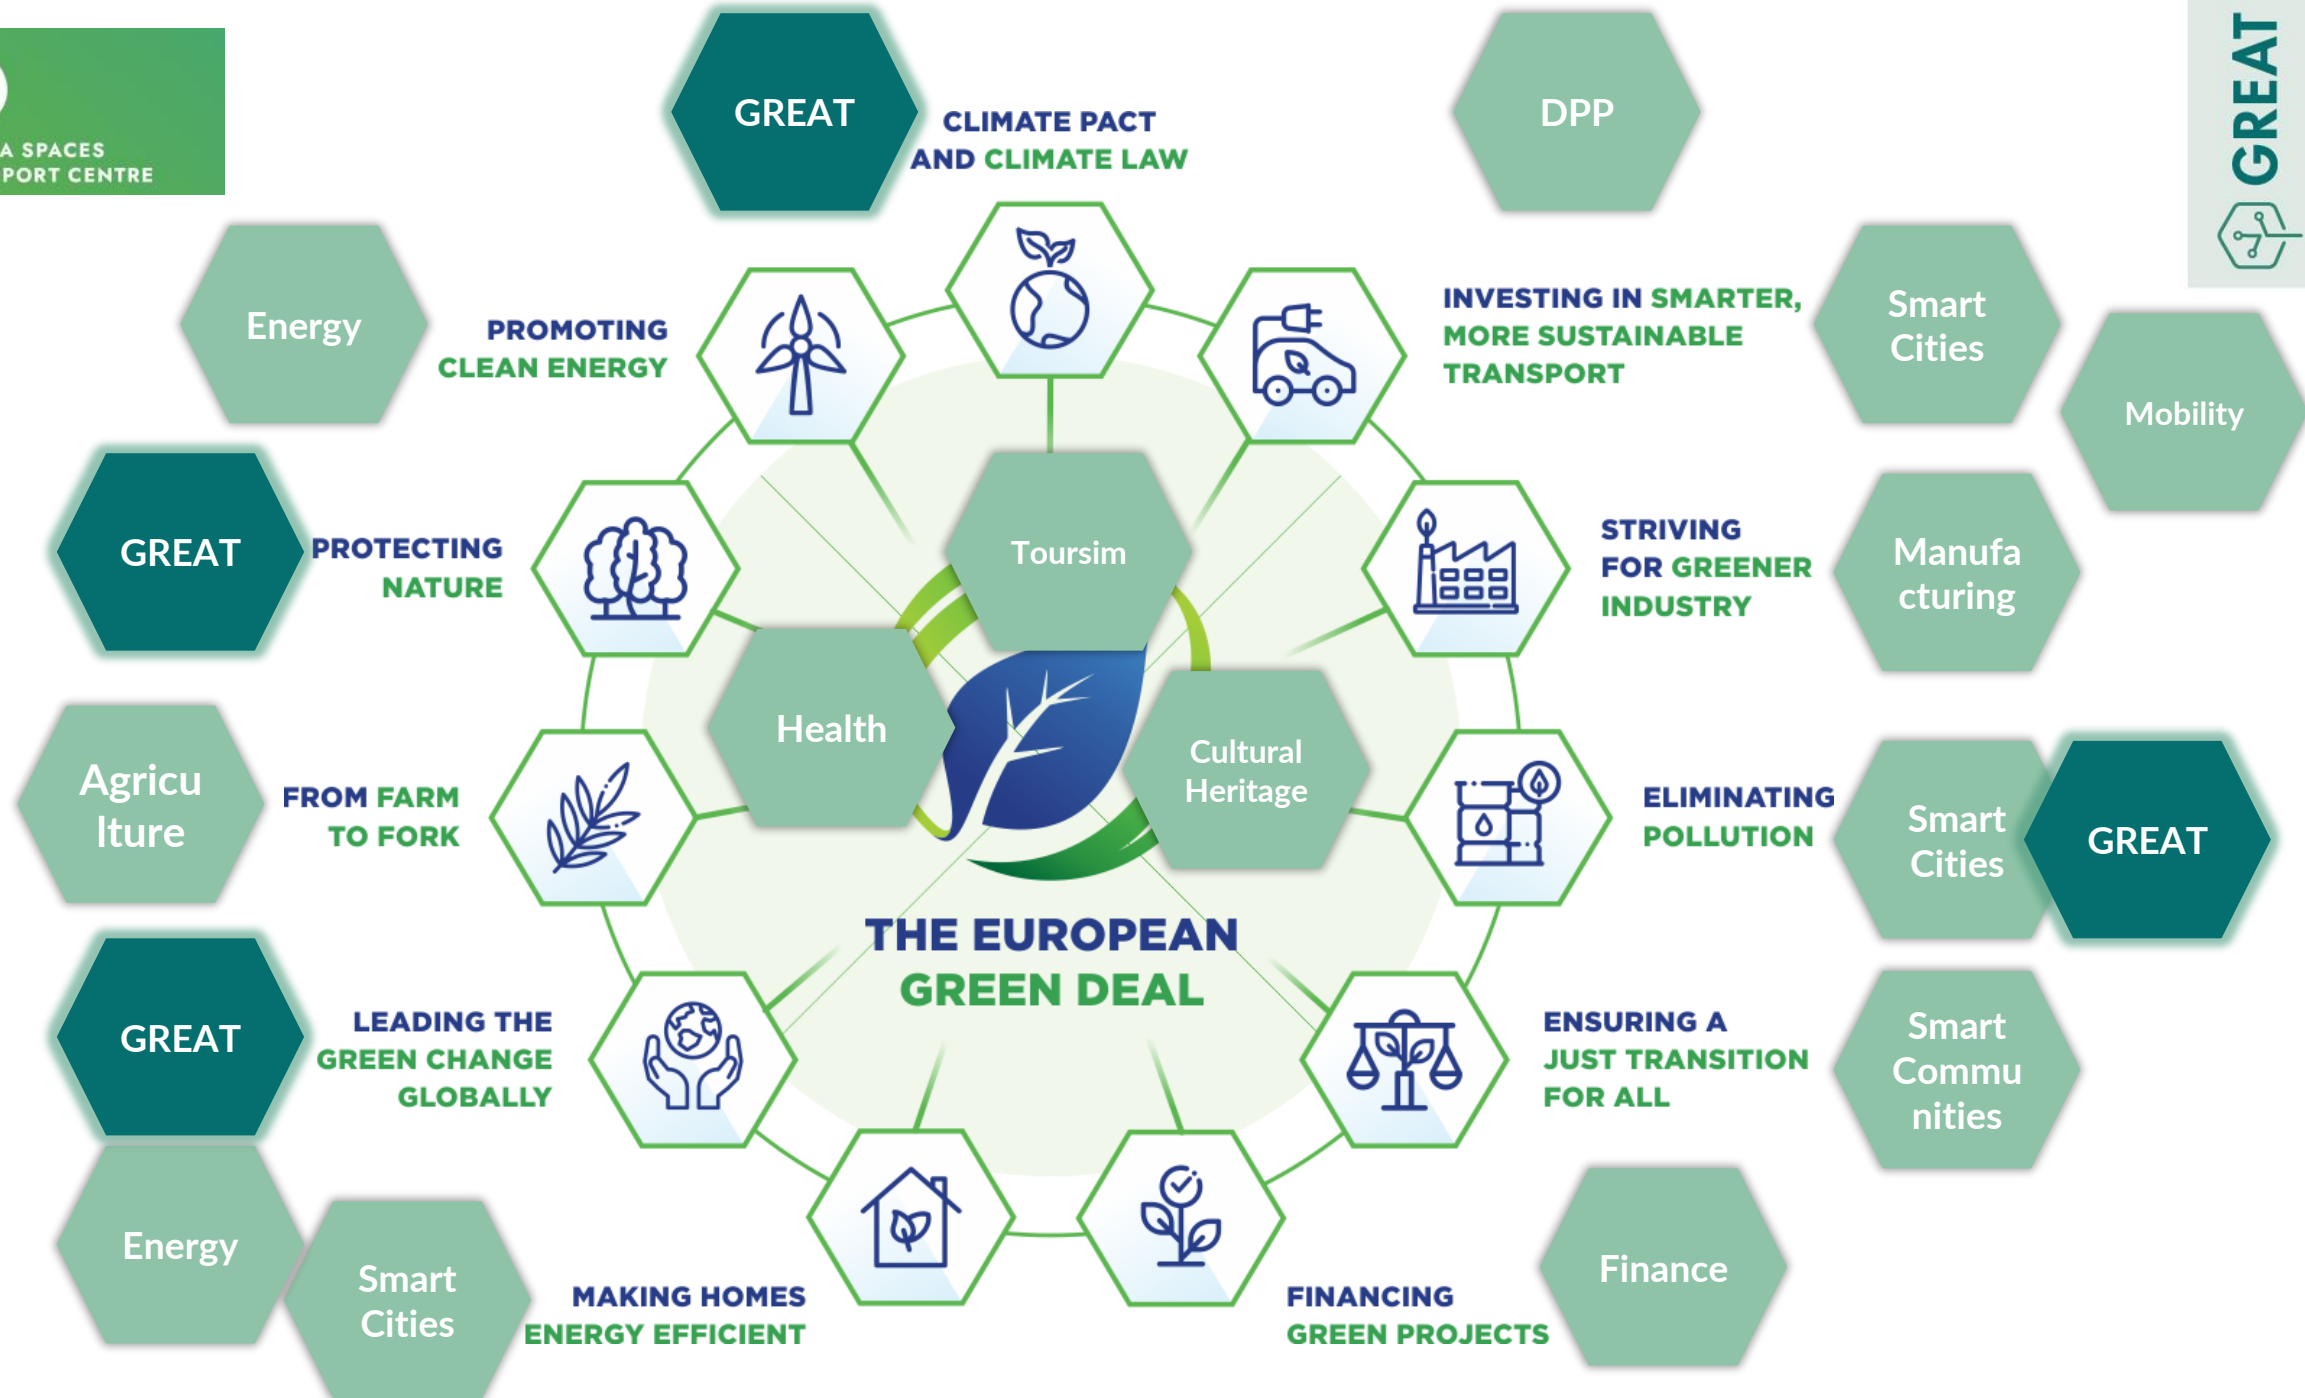 A SPACES
PORT CENTRE
GREAT
CLIMATE PACT
AND CLIMATE LAW
DPP
GREAT
Energy
PROMOTING
CLEAN ENERGY
INVESTING IN SMARTER,
MORE SUSTAINABLE
TRANSPORT
Smart
Cities
Mobility
GREAT
PROTECTING
NATURE
Toursim
STRIVING
FOR GREENER
INDUSTRY
Manufa
cturing
Agricu
lture
FROM FARM
TO FORK
Health
Cultural
Heritage
ELIMINATING
POLLUTION
Smart
Cities
GREAT
THE EUROPEAN
GREEN DEAL
GREAT
LEADING THE
GREEN CHANGE
GLOBALLY
ENSURING A
JUST TRANSITION
FOR ALL
Smart
Commu
nities
Energy
Smart
Cities
MAKING HOMES
ENERGY EFFICIENT
FINANCING
GREEN PROJECTS
Finance